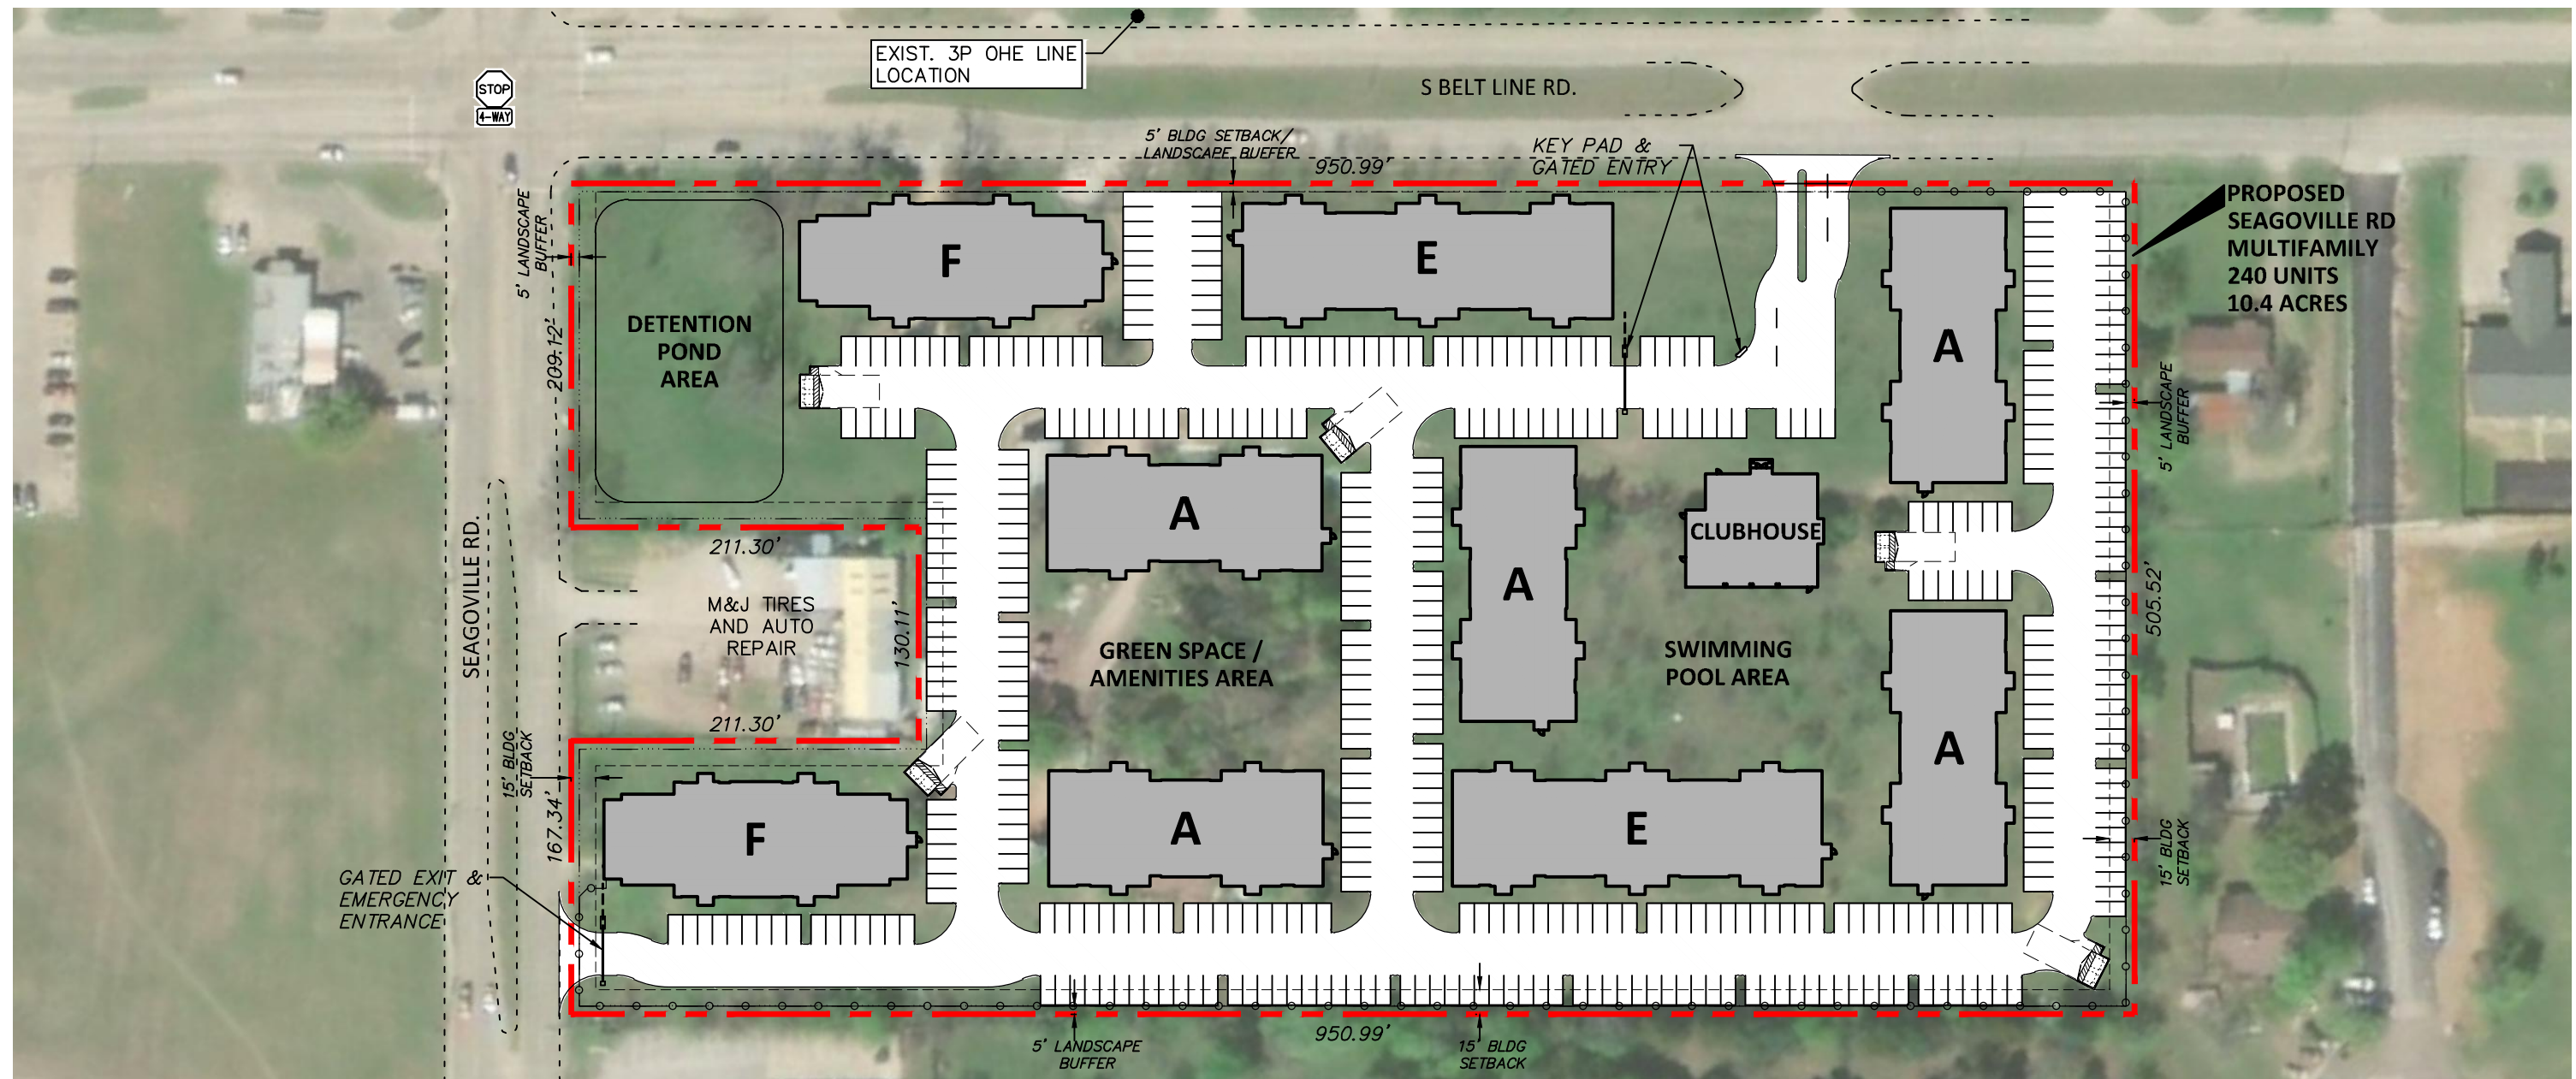 EXIST. 3P OHE LINE
LOCATION
STOP
4-WAY
S BELT LINE RD.
5' BLDG SETBACK/
LANDSCAPE BUEFER
950.99'
KEY PAD &
GATED ENTRY
PROPOSED
SEAGOVILLE RD
MULTIFAMILY
240 UNITS
10.4 ACRES
5' LANDSCAPE
BUFFER
209.12'
DETENTION
POND
AREA
F
E
A
5' LANDSCAPE
BUFFER
A
A
CLUBHOUSE
211.30'
SEAGOVILLE RD.
M&J TIRES
AND AUTO
REPAIR
130.11'
505.52'
GREEN SPACE /
AMENITIES AREA
SWIMMING
POOL AREA
211.30'
15' BLDG
SETBACK
167.34'
F
A
E
A
15' BLDG
SETBACK
GATED EXIT &
EMERGENCY
ENTRANCE
5' LANDSCAPE
BUFFER
950.99'
15' BLDG
SETBACK